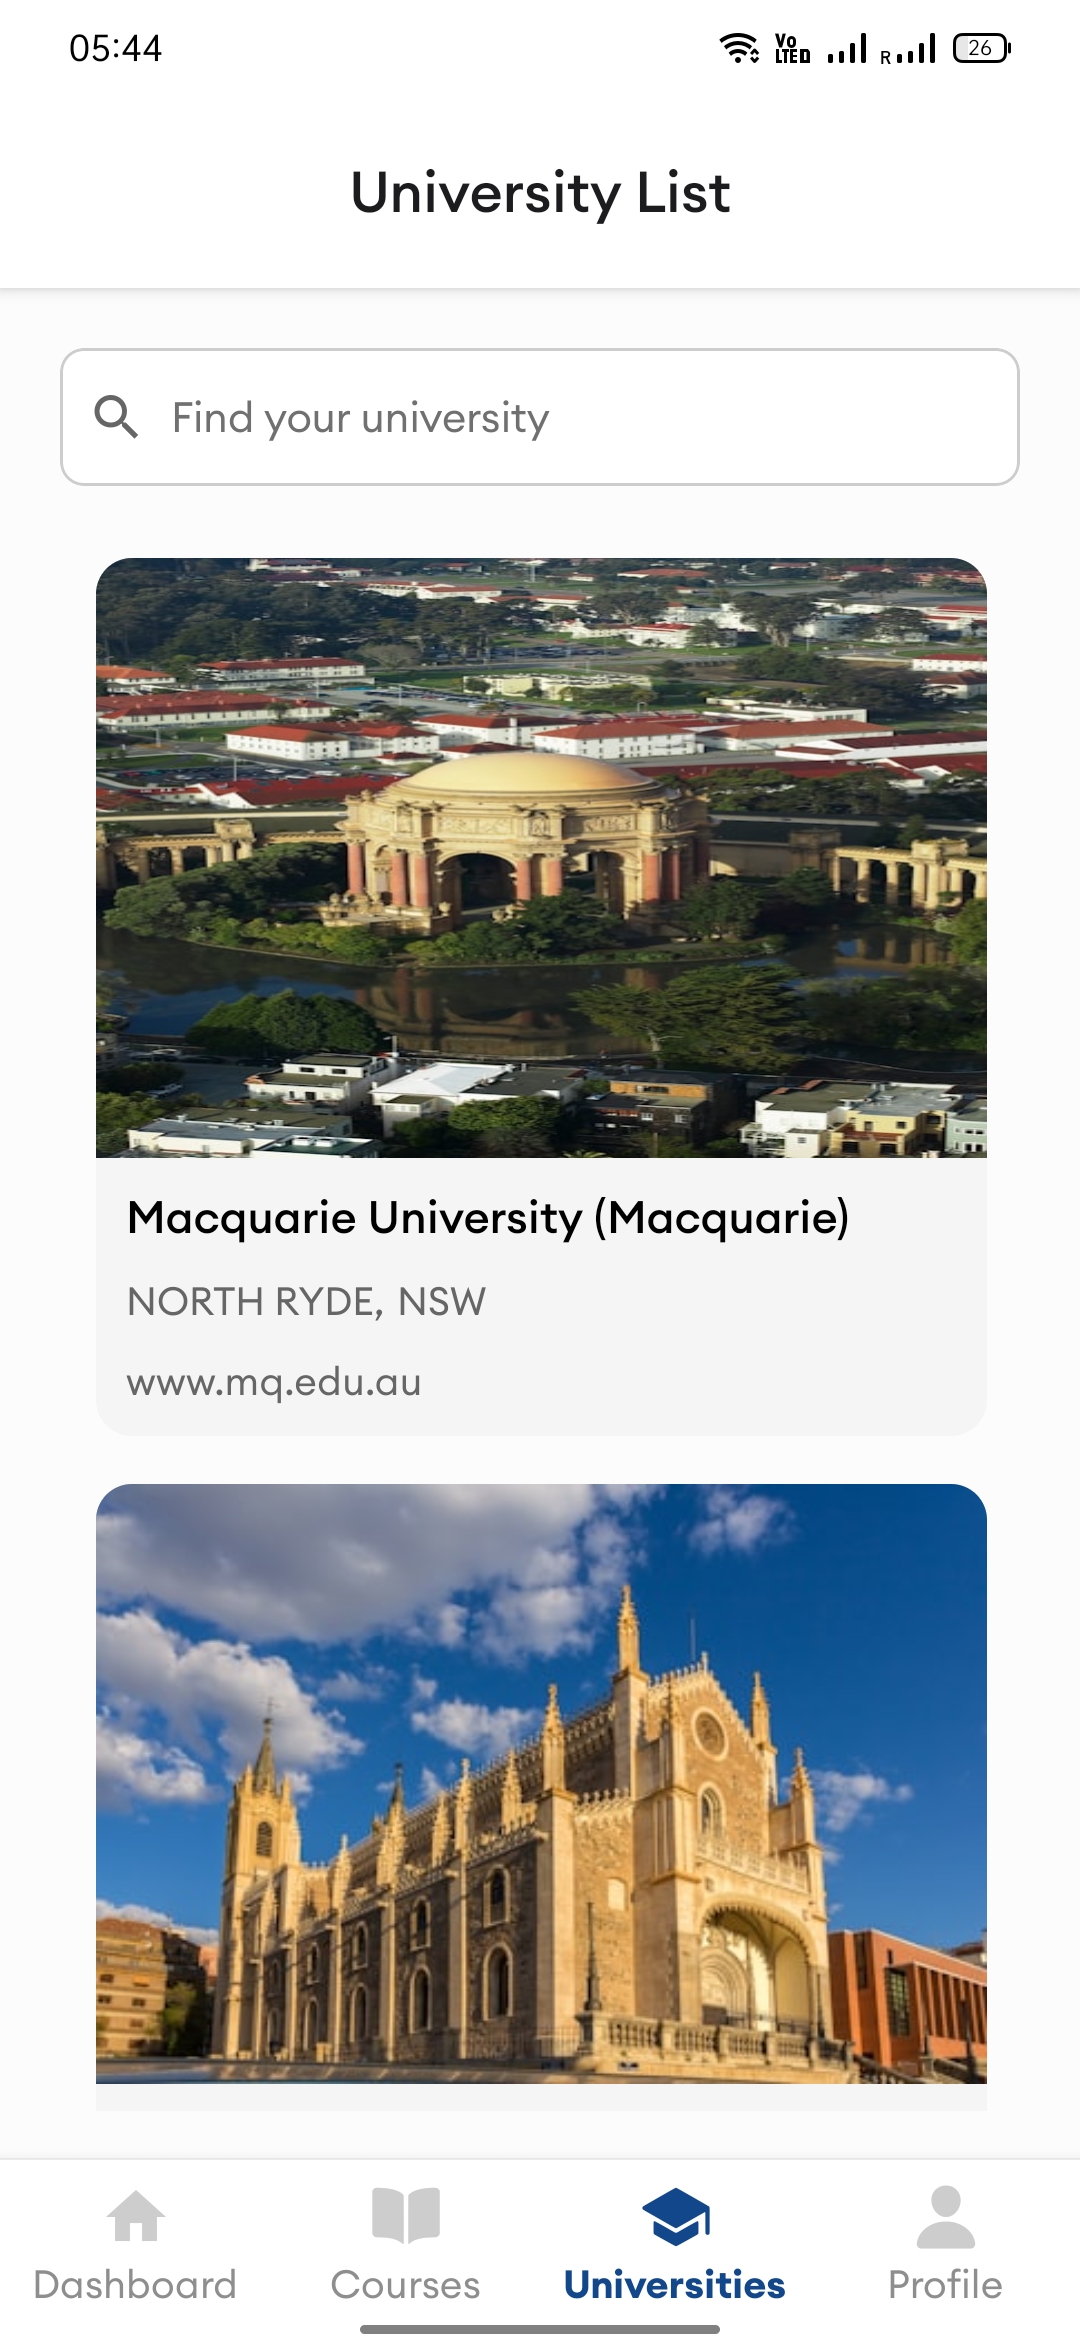 05:44
Vo
LTE D
R
26
University List
Find your university
Macquarie University (Macquarie)
NORTH RYDE, NSW
www.mq.edu.au
Dashboard
Courses
Universities
Profile